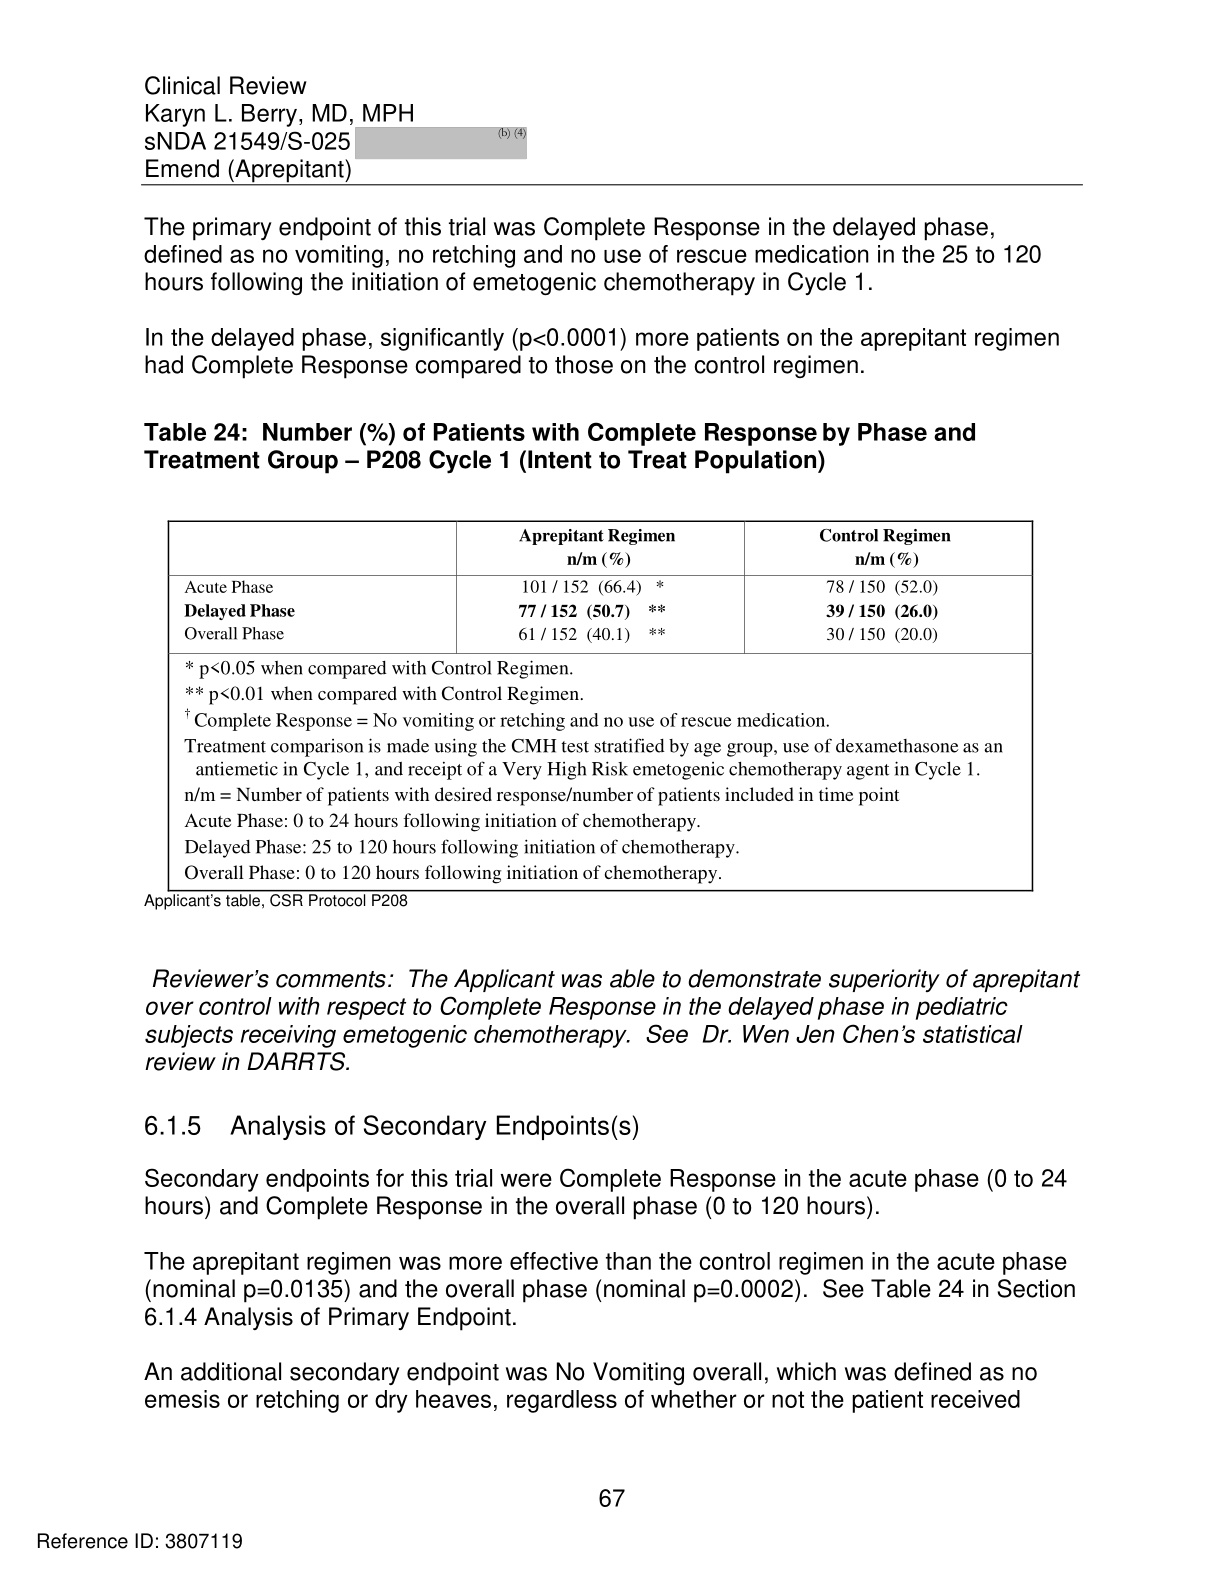 Clinical Review
Karyn L. Berry, MD, MPH
sNDA 21549/S-025 (b) (4)
Emend (Aprepitant)
The primary endpoint of this trial was Complete Response in the delayed phase,
defined as no vomiting, no retching and no use of rescue medication in the 25 to 120
hours following the initiation of emetogenic chemotherapy in Cycle 1.
In the delayed phase, significantly (p<0.0001) more patients on the aprepitant regimen
had Complete Response compared to those on the control regimen.
Table 24:  Number (%) of Patients with Complete Response by Phase and
Treatment Group – P208 Cycle 1 (Intent to Treat Population)
Aprepitant Regimen Control Regimen
n/m (%) n/m (%)
Acute Phase 101 / 152 (66.4) * 78 / 150 (52.0)
Delayed Phase 77 / 152 (50.7) ** 39 / 150 (26.0)
Overall Phase 61 / 152 (40.1) ** 30 / 150 (20.0)
* p<0.05 when compared with Control Regimen.
** p<0.01 when compared with Control Regimen.
† Complete Response = No vomiting or retching and no use of rescue medication.
Treatment comparison is made using the CMH test stratified by age group, use of dexamethasone as an
antiemetic in Cycle 1, and receipt of a Very High Risk emetogenic chemotherapy agent in Cycle 1.
n/m = Number of patients with desired response/number of patients included in time point
Acute Phase: 0 to 24 hours following initiation of chemotherapy.
Delayed Phase: 25 to 120 hours following initiation of chemotherapy.
Overall Phase: 0 to 120 hours following initiation of chemotherapy.
Applicant's table, CSR Protocol P208
Reviewer's comments:  The Applicant was able to demonstrate superiority of aprepitant
over control with respect to Complete Response in the delayed phase in pediatric
subjects receiving emetogenic chemotherapy.  See  Dr. Wen Jen Chen's statistical
review in DARRTS.
6.1.5 Analysis of Secondary Endpoints(s)
Secondary endpoints for this trial were Complete Response in the acute phase (0 to 24
hours) and Complete Response in the overall phase (0 to 120 hours).
The aprepitant regimen was more effective than the control regimen in the acute phase
(nominal p=0.0135) and the overall phase (nominal p=0.0002).  See Table 24 in Section
6.1.4 Analysis of Primary Endpoint.
An additional secondary endpoint was No Vomiting overall, which was defined as no
emesis or retching or dry heaves, regardless of whether or not the patient received
67
Reference ID: 3807119